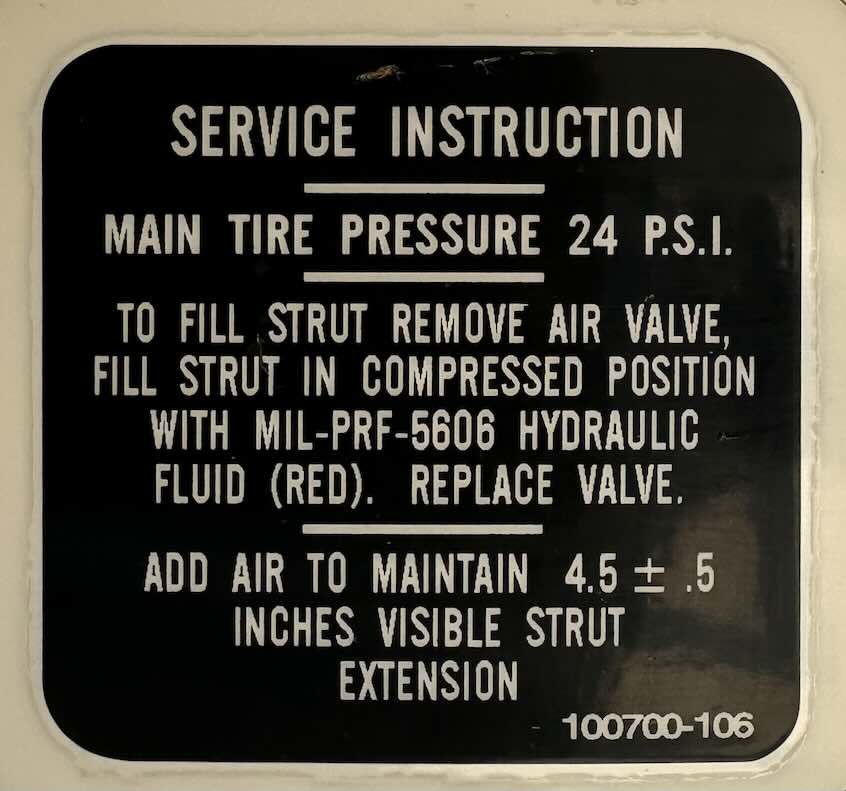 SERVICE INSTRUCTION
MAIN TIRE PRESSURE 24 P.S.I.
TO FILL STRUT REMOVE AIR VALVE,
FILL STRUT IN COMPRESSED POSITION
WITH MIL-PRF-5606 HYDRAULIC
FLUID (RED). REPLACE VALVE.
ADD AIR TO MAINTAIN 4.5 ± .5
INCHES VISIBLE STRUT
EXTENSION
100700-106